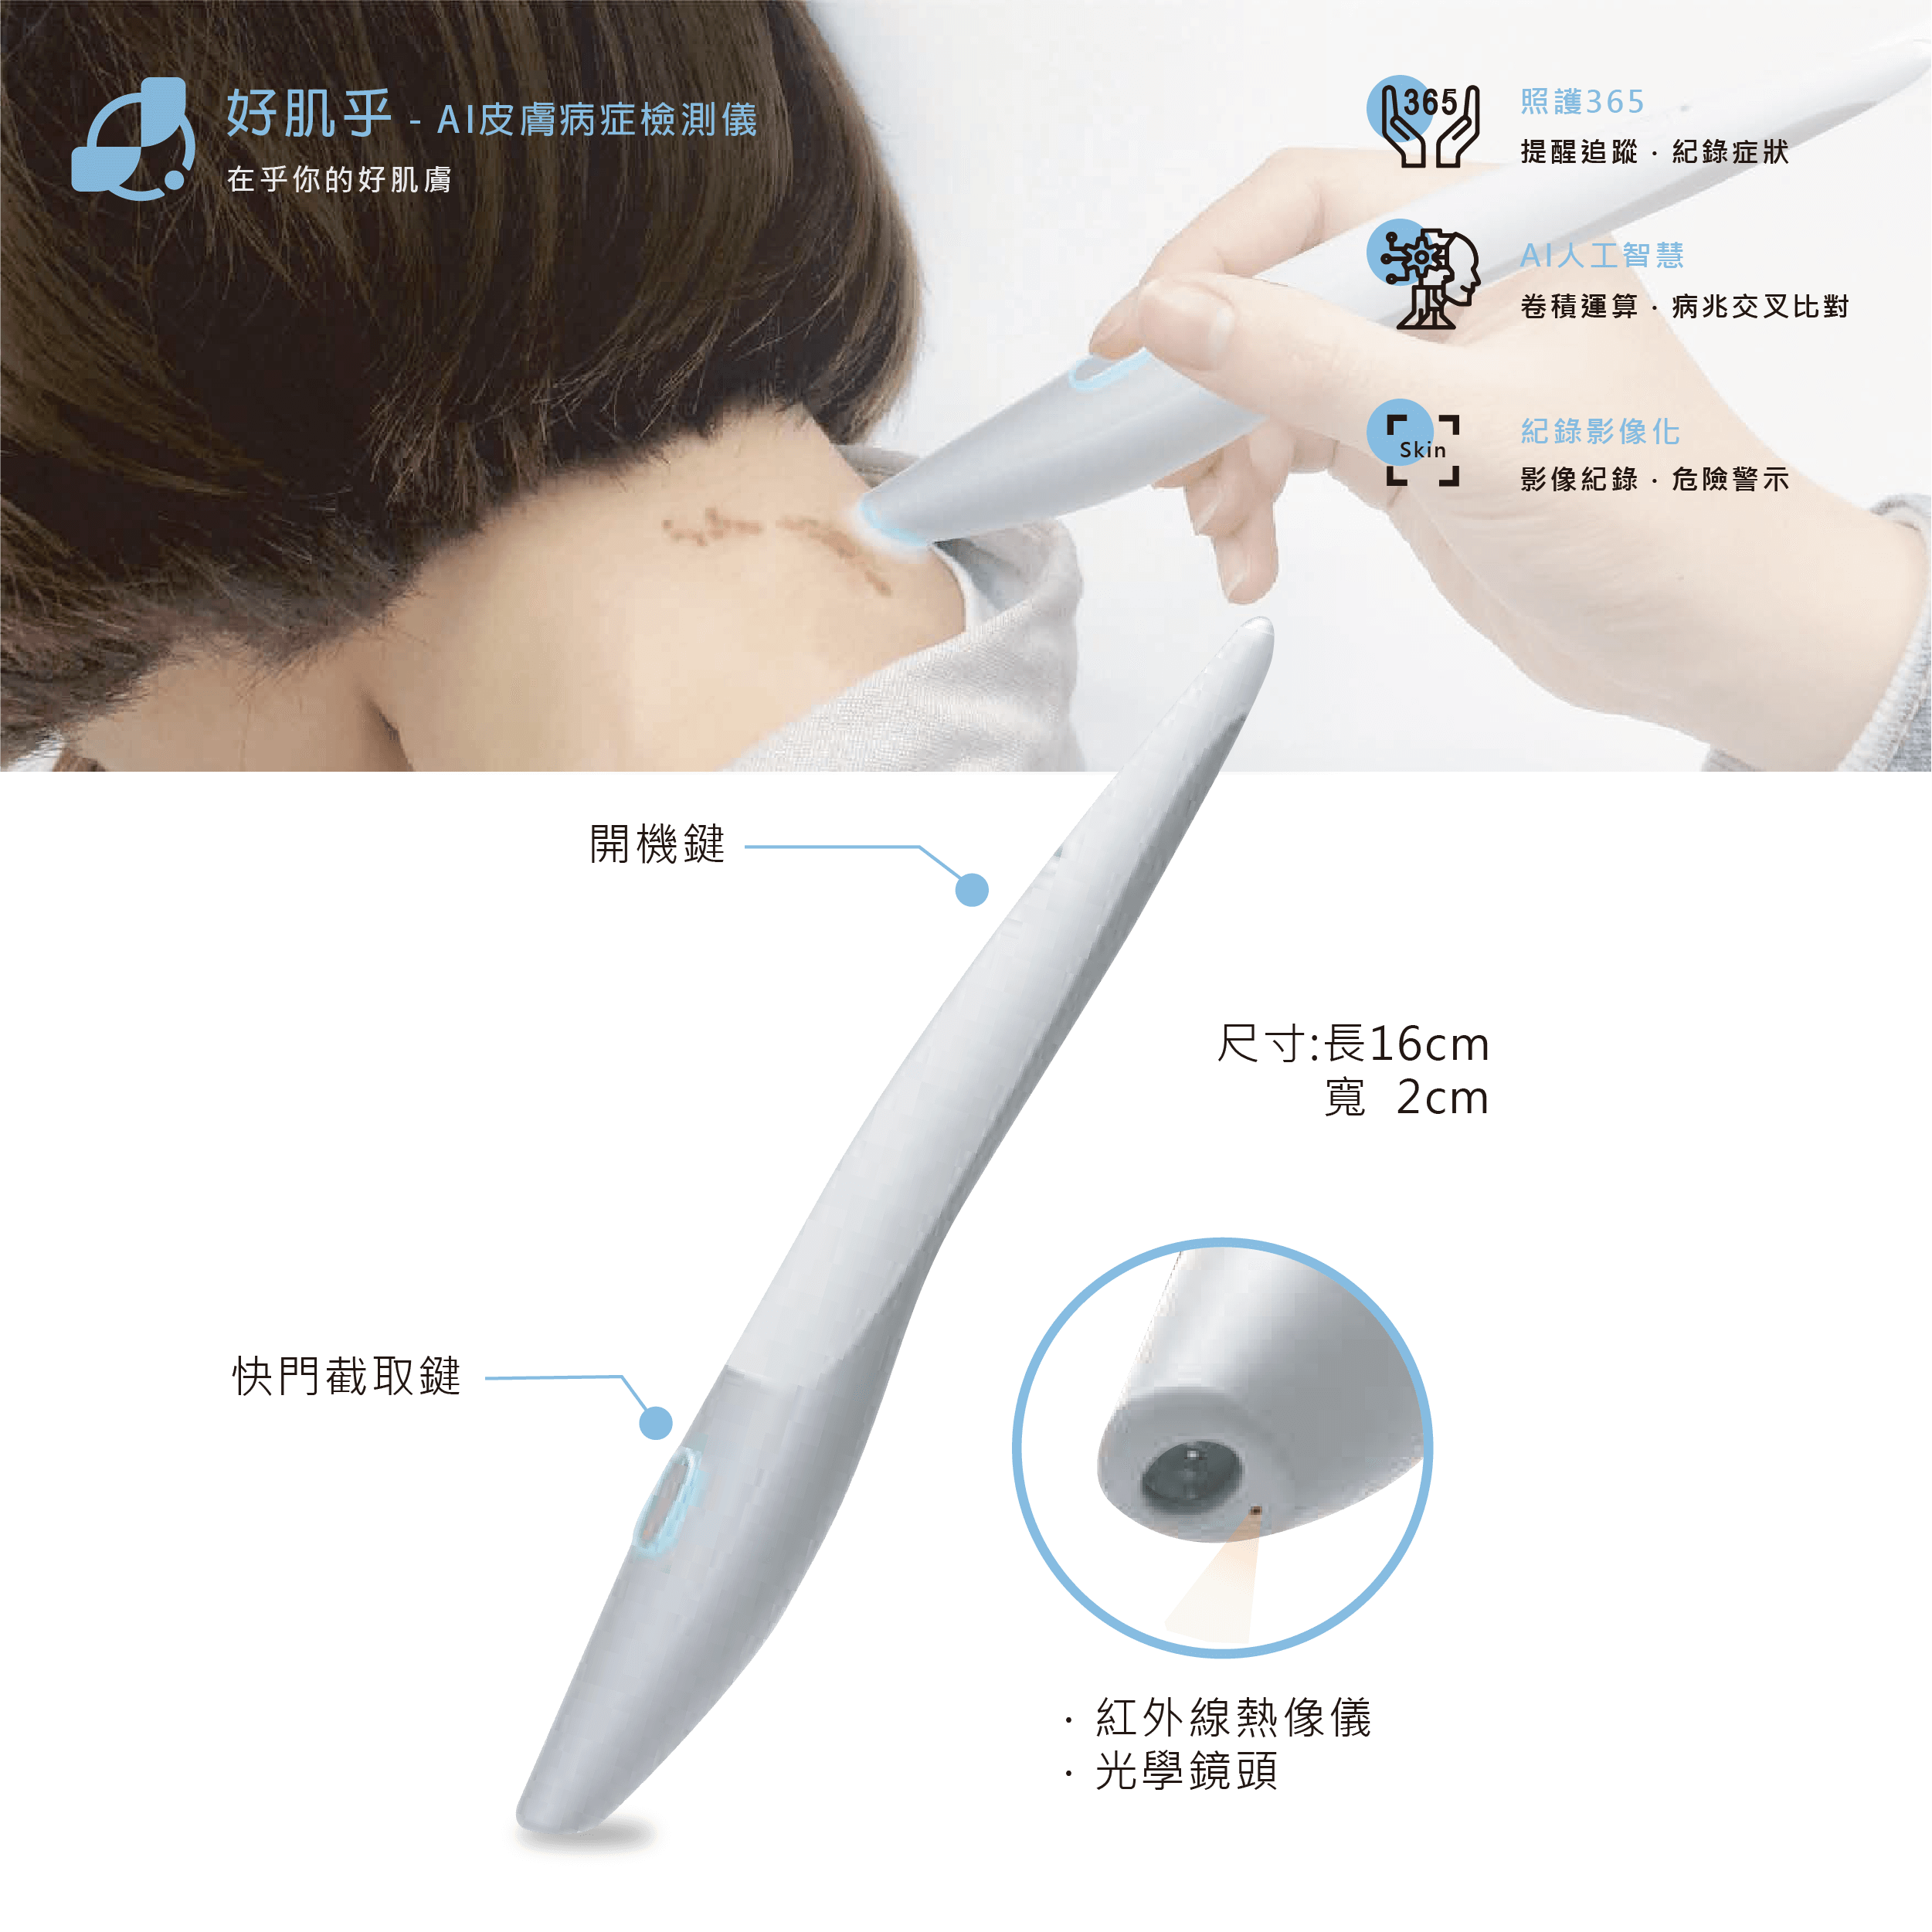 好肌乎 - AI皮膚病症檢測儀
在乎你的好肌膚
365
照護365
提醒追蹤·紀錄症狀
AI人工智慧
卷積運算·病兆交叉比對
Skin
紀錄影像化
影像紀錄·危險警示
開機鍵
尺寸:長16cm
寬 2cm
快門截取鍵
· 紅外線熱像儀
· 光學鏡頭